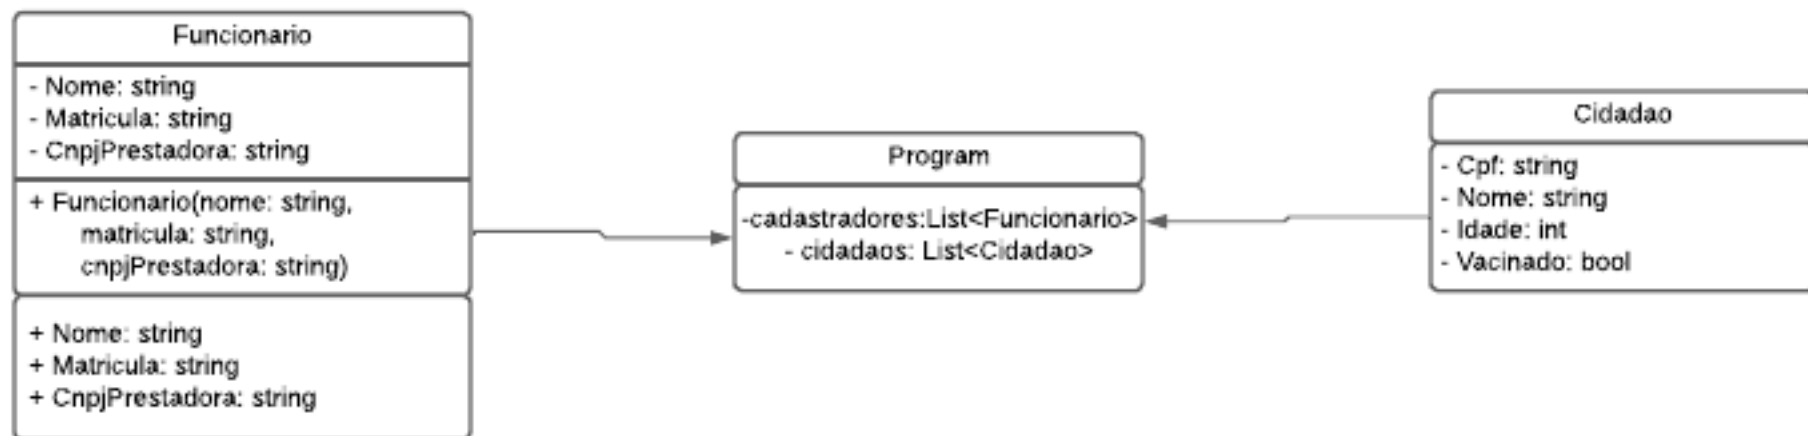 Funcionario
- Nome: string
- Matricula: string
- CnpjPrestadora: string
+ Funcionario(nome: string,
matricula: string,
cnpjPrestadora: string)
+ Nome: string
+ Matricula: string
+ CnpjPrestadora: string
Program
-cadastradores:List<Funcionario>
- cidadaos: List<Cidadao>
Cidadao
- Cpf: string
- Nome: string
- Idade: int
- Vacinado: bool